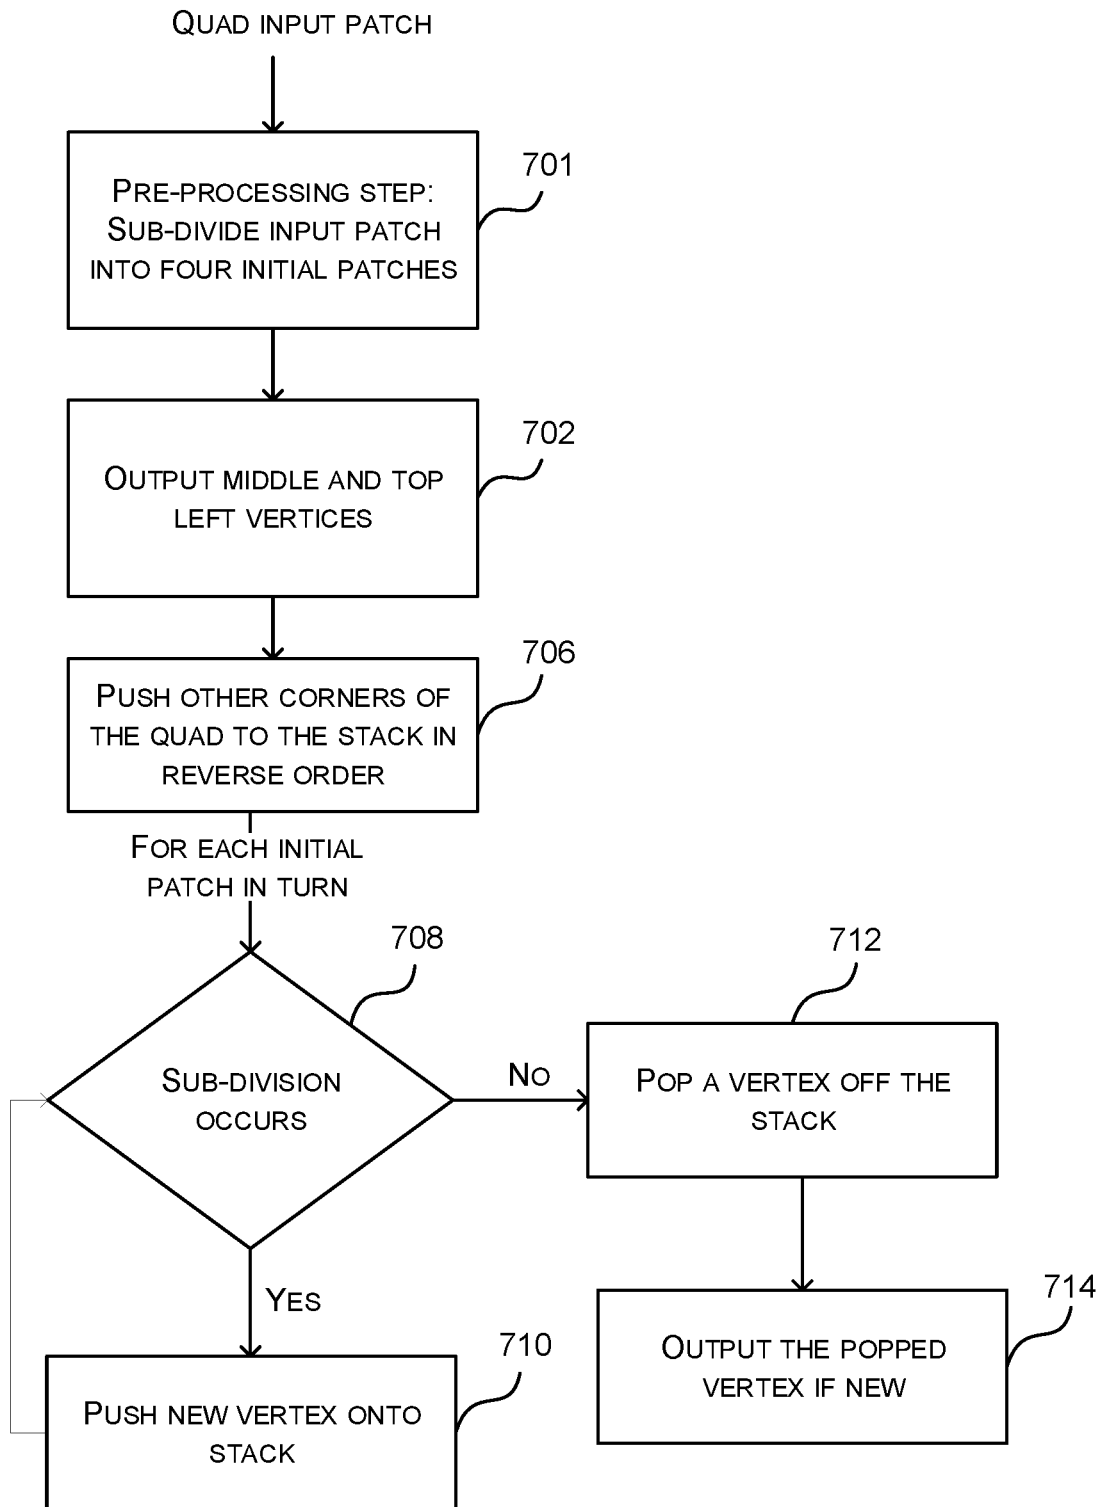 QUAD INPUT PATCH
701
PRE-PROCESSING STEP:
SUB-DIVIDE INPUT PATCH
INTO FOUR INITIAL PATCHES
702
OUTPUT MIDDLE AND TOP
LEFT VERTICES
706
PUSH OTHER CORNERS OF
THE QUAD TO THE STACK IN
REVERSE ORDER
FOR EACH INITIAL
PATCH IN TURN
708
SUB-DIVISION
OCCURS
NO
712
POP A VERTEX OFF THE
STACK
YES
710
PUSH NEW VERTEX ONTO
STACK
714
OUTPUT THE POPPED
VERTEX IF NEW